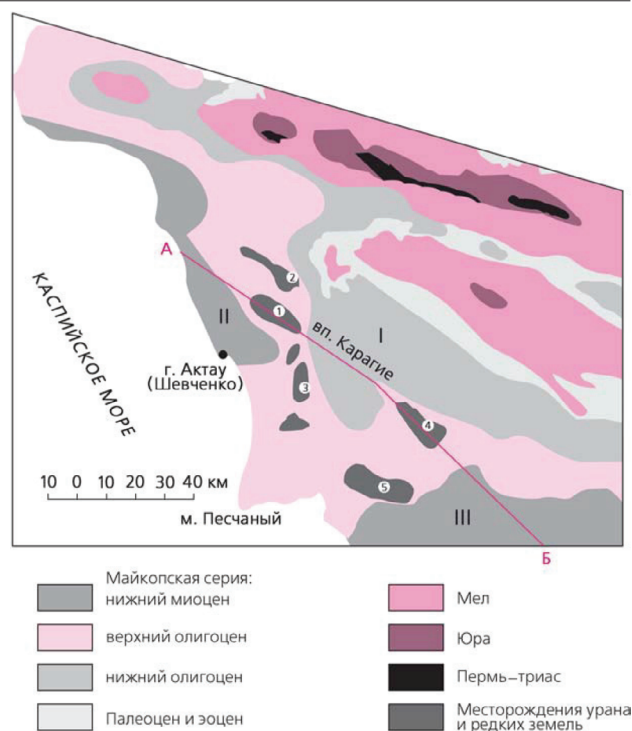 А
КАСПИЙСКОЕ МОРЕ
II
I
III
вп. Карагие
2
1
3
4
5
г. Актау
(Шевченко)
10 0 10 20 30 40 км
м. Песчаный
Б
Майкопская серия:
нижний миоцен
верхний олигоцен
нижний олигоцен
Палеоцен и эоцен
Мел
Юра
Пермь–триас
Месторождения урана
и редких земель